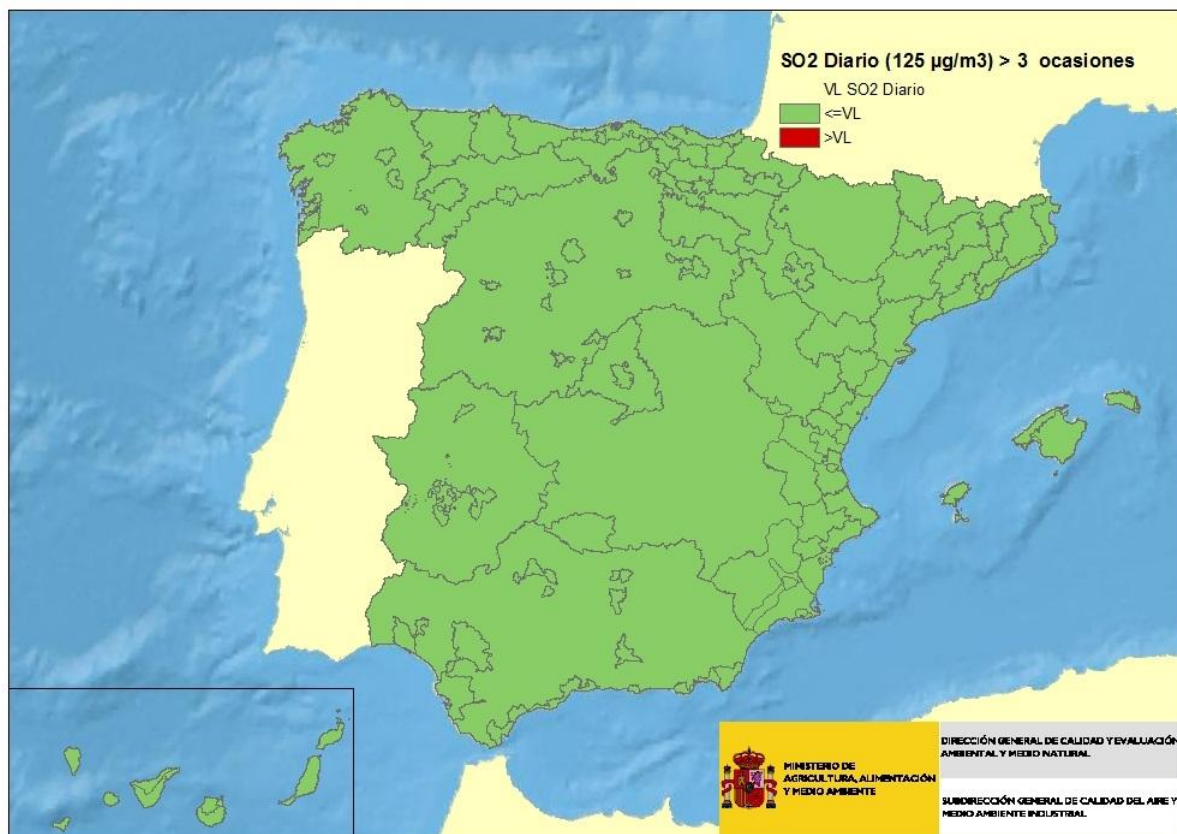 SO2 Diario (125 µg/m3) > 3 ocasiones
VL SO2 Diario
<=VL
>VL
MINISTERIO DE
AGRICULTURA, ALIMENTACIÓN
Y MEDIO AMBIENTE
DIRECCIÓN GENERAL DE CALIDAD Y EVALUACIÓN
AMBIENTAL Y MEDIO NATURAL
SUBDIRECCIÓN GENERAL DE CALIDAD DEL AIRE Y
MEDIO AMBIENTE INDUSTRIAL